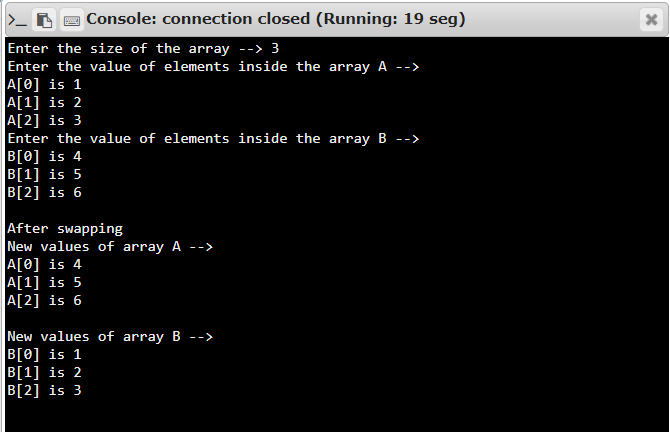 Console: connection closed (Running: 19 seg)
Enter the size of the array --> 3
Enter the value of elements inside the array A -->
A[0] is 1
A[1] is 2
A[2] is 3
Enter the value of elements inside the array B -->
B[0] is 4
B[1] is 5
B[2] is 6
After swapping
New values of array A -->
A[0] is 4
A[1] is 5
A[2] is 6
New values of array B -->
B[0] is 1
B[1] is 2
B[2] is 3